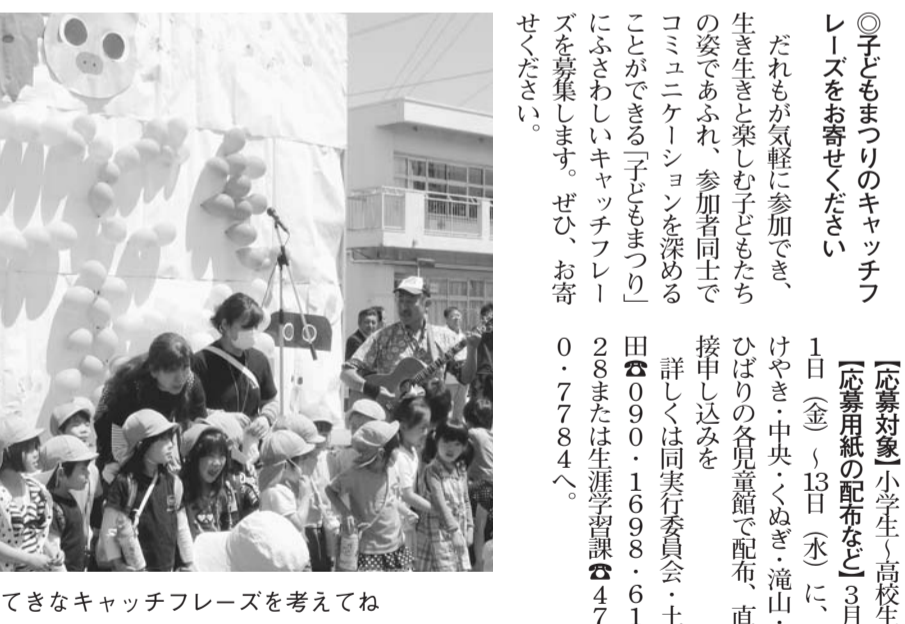 ◎子どもまつりのキャッチフ
レーズをお寄せください
だれもが気軽に参加でき、
生き生きと楽しむ子どもたち
の姿であふれ、参加者同士で
コミュニケーションを深める
ことができる「子どもまつり」
にふさわしいキャッチフレー
ズを募集します。ぜひ、お寄
せください。
【応募対象】小学生～高校生
【応募用紙の配布など】3月
1日（金）～13日（水）に、
けやき・中央・くぬぎ・滝山・
ひばりの各児童館で配布、直
接申し込みを
詳しくは同実行委員会・土
田☎090・1698・61
28または生涯学習課☎47
0・7784へ。
てきなキャッチフレーズを考えてね